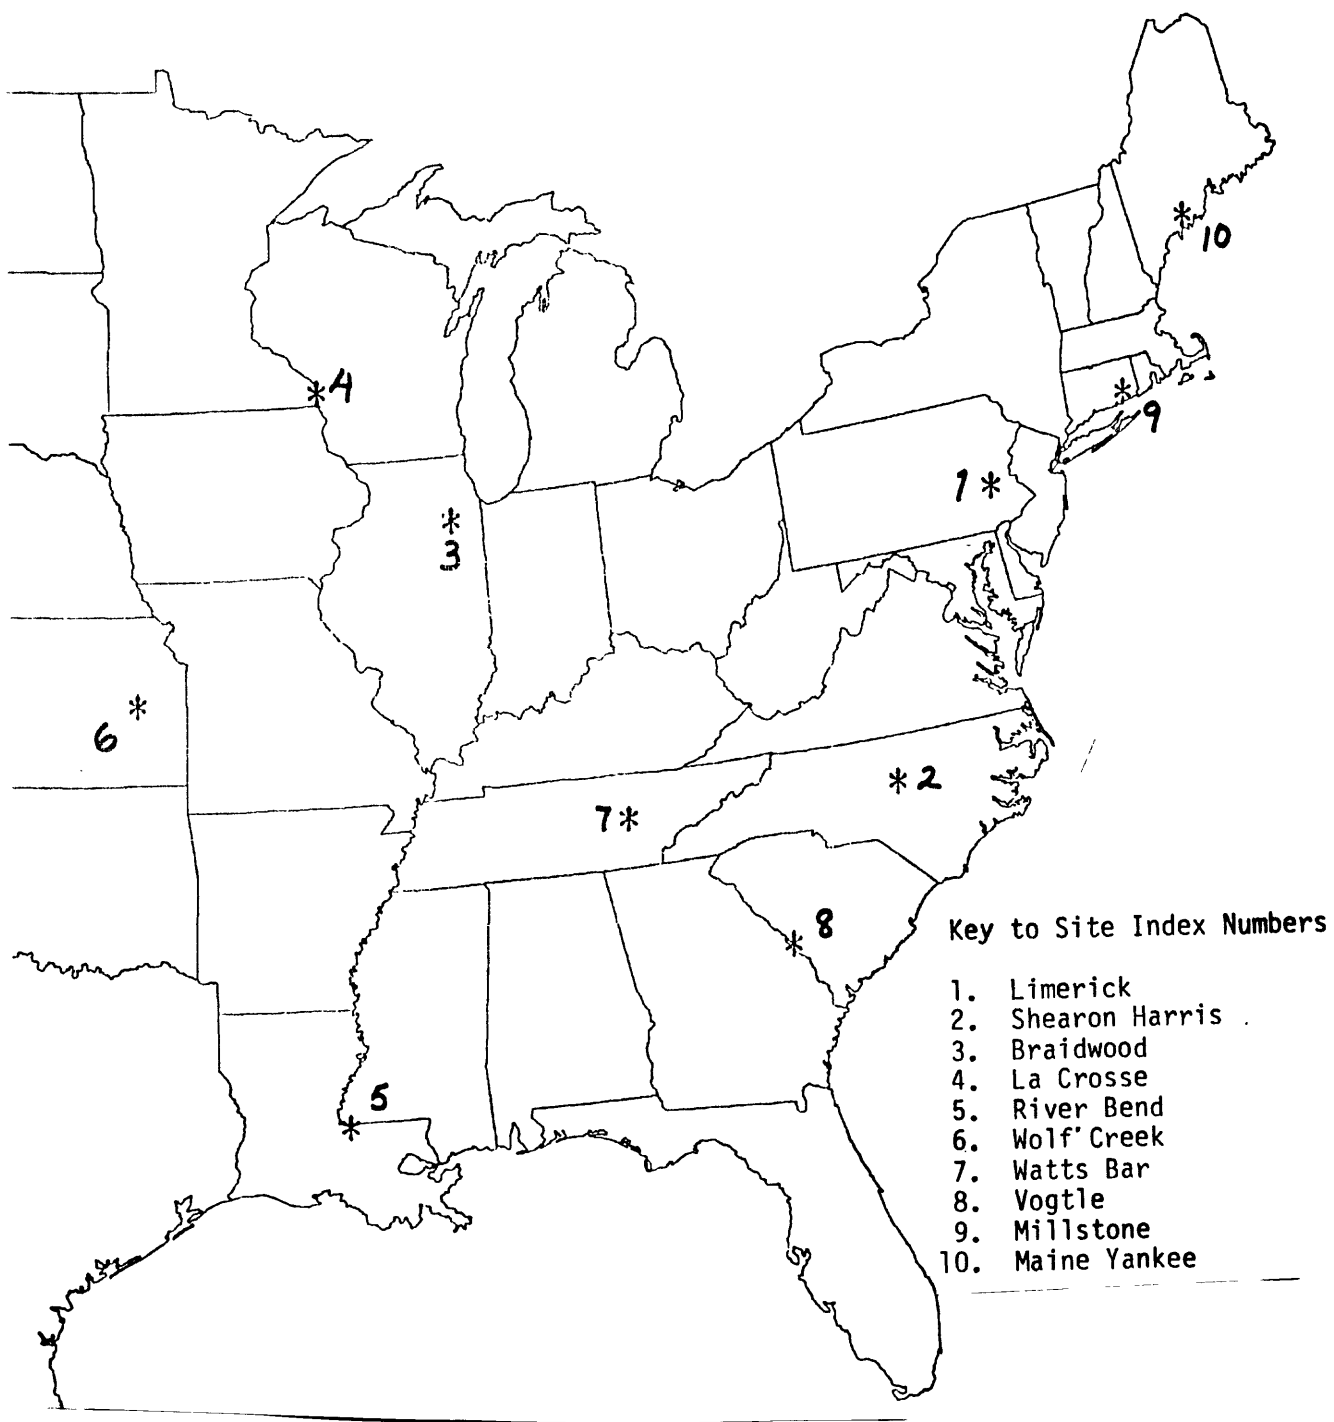 10
4
9
1
3
6
2
7
8
5
Key to Site Index Numbers
1. Limerick
2. Shearon Harris
3. Braidwood
4. La Crosse
5. River Bend
6. Wolf Creek
7. Watts Bar
8. Vogtle
9. Millstone
10. Maine Yankee